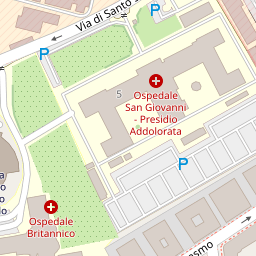 P
Via di Santo S
5
Ospedale
San Giovanni
- Presidio
Addolorata
P
Ospedale
Britannico